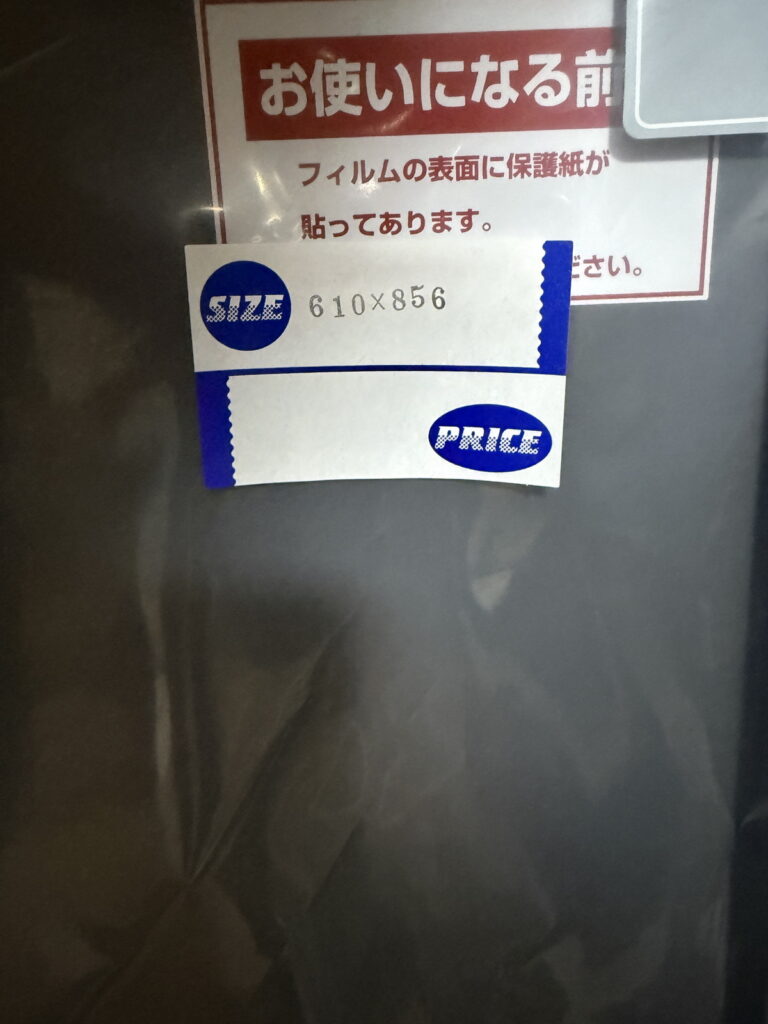 お使いになる前
フィルムの表面に保護紙が
貼ってあります。
ださい。
SIZE 610×856
PRICE